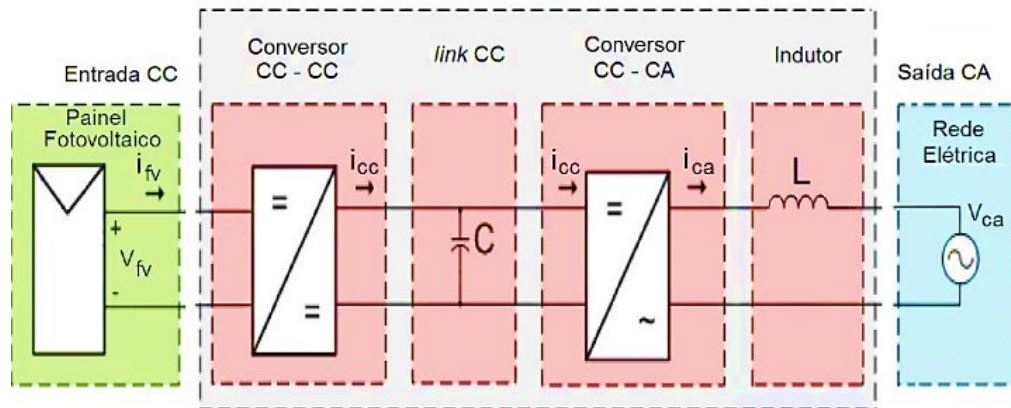 Entrada CC
Painel
Fotovoltaico
i_fv
+
V_fv
-
Conversor
CC - CC
=
=
i_cc
link CC
C
Conversor
CC - CA
i_cc
=
~
i_ca
Indutor
L
Saída CA
Rede
Elétrica
V_ca